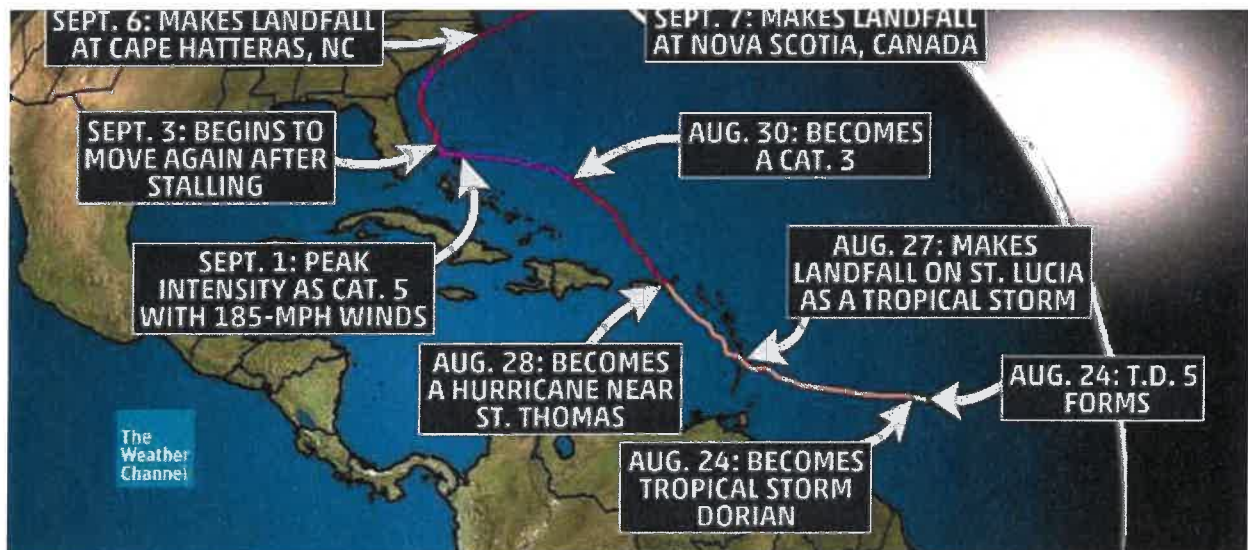 SEPT. 6: MAKES LANDFALL
AT CAPE HATTERAS, NC
SEPT. 7: MAKES LANDFALL
AT NOVA SCOTIA, CANADA
SEPT. 3: BEGINS TO
MOVE AGAIN AFTER
STALLING
AUG. 30: BECOMES
A CAT. 3
SEPT. 1: PEAK
INTENSITY AS CAT. 5
WITH 185-MPH WINDS
AUG. 27: MAKES
LANDFALL ON ST. LUCIA
AS A TROPICAL STORM
AUG. 28: BECOMES
A HURRICANE NEAR
ST. THOMAS
AUG. 24: T.D. 5
FORMS
AUG. 24: BECOMES
TROPICAL STORM
DORIAN
The
Weather
Channel